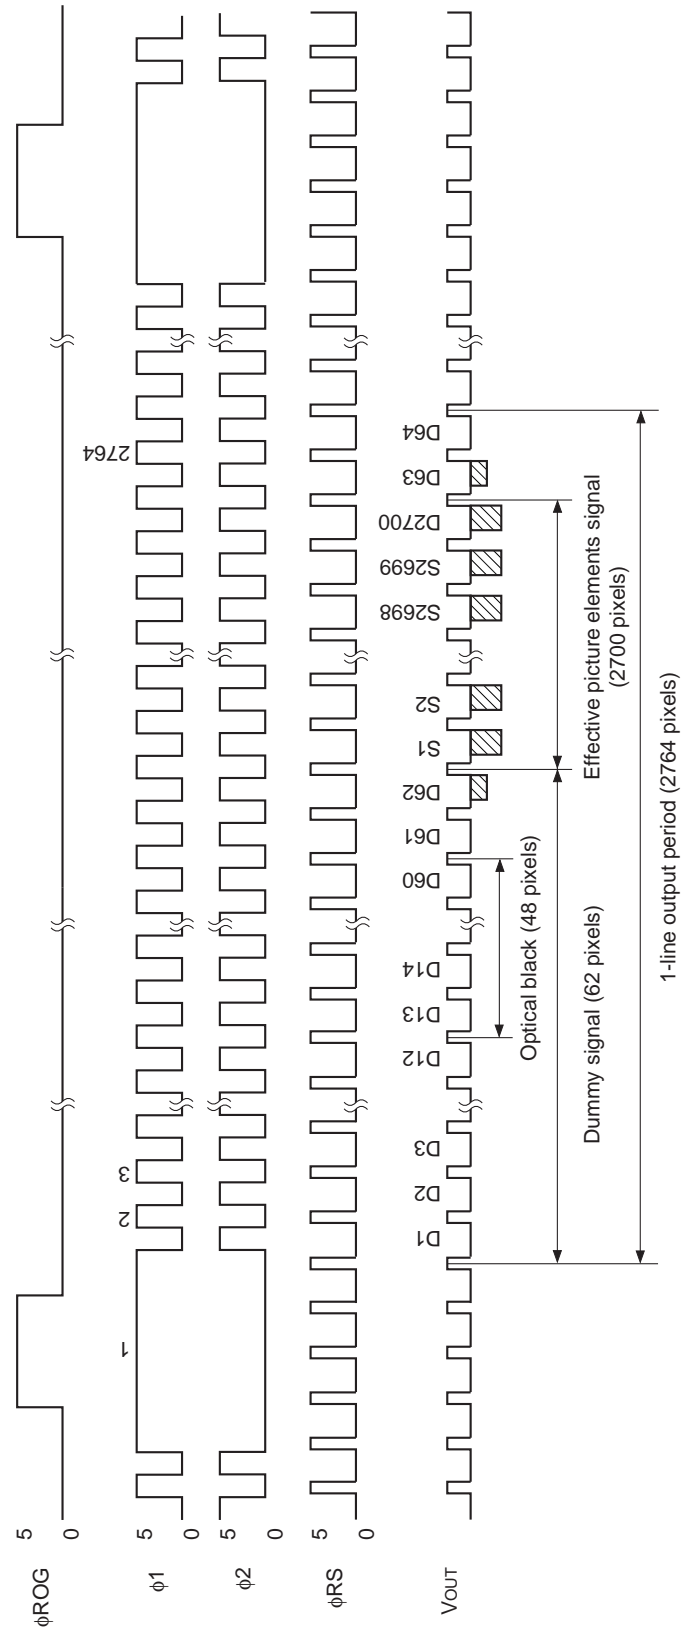 φROG
5
0
φ1
5
0
1
2
3
2764
φ2
5
0
φRS
5
0
VOUT
D1
D2
D3
D12
D13
D14
D60
D61
D62
S1
S2
S2698
S2699
D2700
D63
D64
Optical black (48 pixels)
Dummy signal (62 pixels)
Effective picture elements signal
(2700 pixels)
1-line output period (2764 pixels)